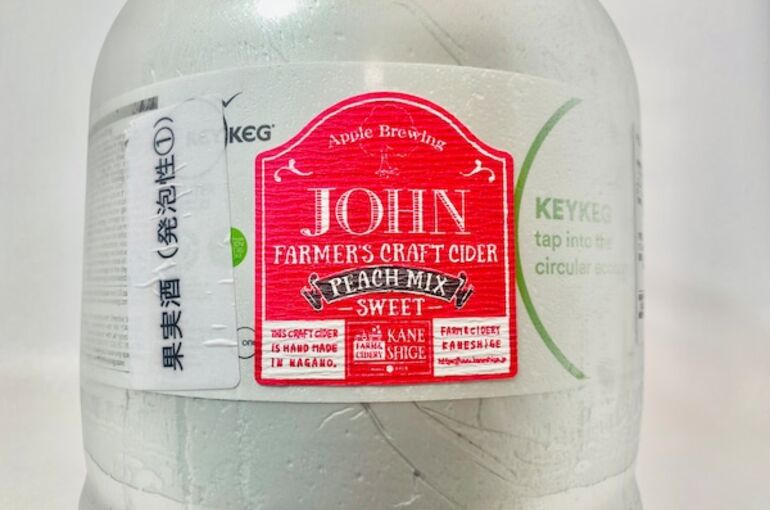 果実酒(発泡性①)
KEYKEG
Apple Brewing
JOHN
FARMER'S CRAFT CIDER
PEACH MIX
SWEET
THIS CRAFT CIDER
IS HAND MADE
IN NAGANO.
FARM &
CIDERY
KANE
SHIGE
FARM & CIDERY
KANESHIGE
KEYKEG
tap into the
circular